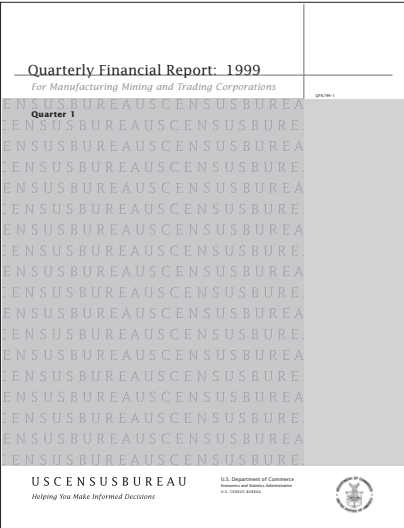 Quarterly Financial Report: 1999
For Manufacturing Mining and Trading Corporations
QFR/99-1
E N S U S B U R E A U S C E N S U S B U R E A
Quarter 1
C E N S U S B U R E A U S C E N S U S B U R E
E N S U S B U R E A U S C E N S U S B U R E A
C E N S U S B U R E A U S C E N S U S B U R E
E N S U S B U R E A U S C E N S U S B U R E A
C E N S U S B U R E A U S C E N S U S B U R E
E N S U S B U R E A U S C E N S U S B U R E A
C E N S U S B U R E A U S C E N S U S B U R E
E N S U S B U R E A U S C E N S U S B U R E A
C E N S U S B U R E A U S C E N S U S B U R E
E N S U S B U R E A U S C E N S U S B U R E A
C E N S U S B U R E A U S C E N S U S B U R E
E N S U S B U R E A U S C E N S U S B U R E A
C E N S U S B U R E A U S C E N S U S B U R E
E N S U S B U R E A U S C E N S U S B U R E A
C E N S U S B U R E A U S C E N S U S B U R E
E N S U S B U R E A U S C E N S U S B U R E A
C E N S U S B U R E A U S C E N S U S B U R E
U S C E N S U S B U R E A U
Helping You Make Informed Decisions
U.S. Department of Commerce
Economics and Statistics Administration
U.S. CENSUS BUREAU